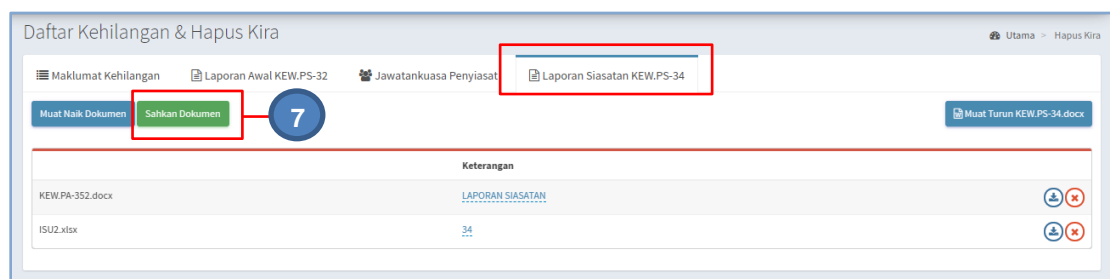 Daftar Kehilangan & Hapus Kira
Utama > Hapus Kira
Maklumat Kehilangan Laporan Awal KEW.PS-32 Jawatankuasa Penyiasat Laporan Siasatan KEW.PS-34
Muat Naik Dokumen Sahkan Dokumen 7 Muat Turun KEW.PS-34.docx
Keterangan
KEW.PA-352.docx LAPORAN SIASATAN
ISU2.xlsx 34